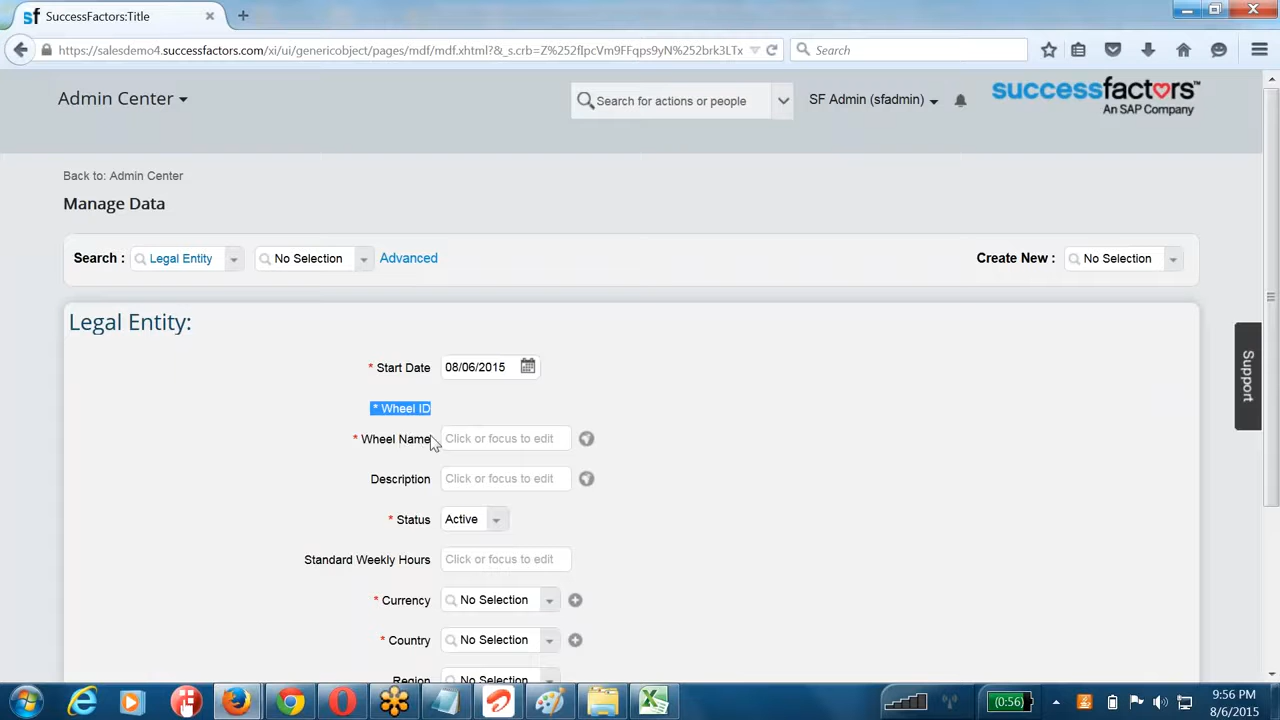 sf SuccessFactors:Title
https://salesdemo4.successfactors.com/xi/ui/genericobject/pages/mdf/mdf.xhtml?&_s.crb=Z%252fIpcVm9FFqps9yN%252brk3LTx
Search
Admin Center
Search for actions or people
SF Admin (sfadmin)
successfactors™
An SAP Company
Back to: Admin Center
Manage Data
Search : Legal Entity No Selection Advanced Create New : No Selection
Legal Entity:
* Start Date 08/06/2015
* Wheel ID
* Wheel Name Click or focus to edit
Description Click or focus to edit
* Status Active
Standard Weekly Hours Click or focus to edit
* Currency No Selection
* Country No Selection
Region No Selection
Support
(0:56)
9:56 PM
8/6/2015